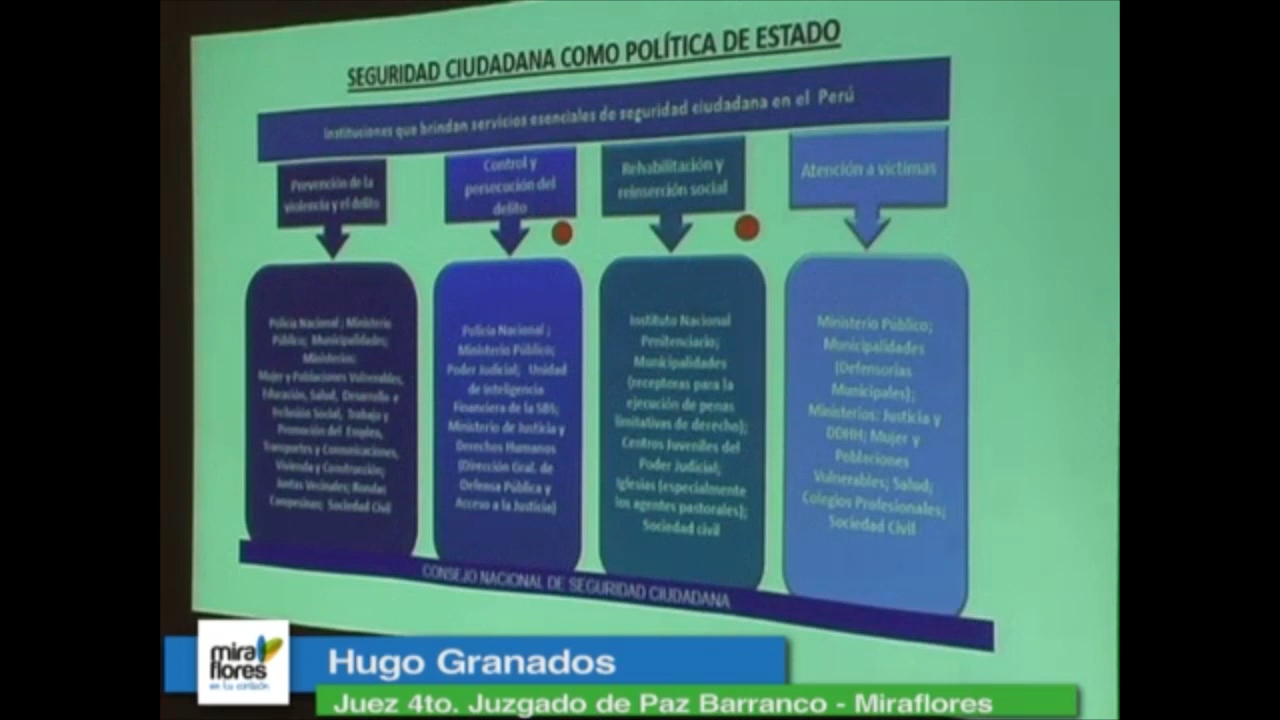 SEGURIDAD CIUDADANA COMO POLÍTICA DE ESTADO
Instituciones que brindan servicios esenciales de seguridad ciudadana en el Perú
Prevención de la
violencia y el delito
Control y
persecución del
delito
Rehabilitación y
reinserción social
Atención a víctimas
Policía Nacional; Ministerio
Público; Municipalidades;
Ministerios:
Mujer y Poblaciones Vulnerables,
Educación, Salud, Desarrollo e
Inclusión Social, Trabajo y
Promoción del Empleo,
Transportes y Comunicaciones,
Vivienda y Construcción;
Juntas Vecinales; Rondas
Campesinas; Sociedad Civil
Policía Nacional ;
Ministerio Público;
Poder Judicial; Unidad
de Inteligencia
Financiera de la SBS;
Ministerio de Justicia y
Derechos Humanos
(Dirección Gral. de
Defensa Pública y
Acceso a la Justicia)
Instituto Nacional
Penitenciario;
Municipalidades
(receptoras para la
ejecución de penas
limitativas de derecho);
Centros Juveniles del
Poder Judicial;
Iglesias (especialmente
los agentes pastorales);
Sociedad civil
Ministerio Público;
Municipalidades
(Defensorías
Municipales);
Ministerios: Justicia y
DDHH; Mujer y
Poblaciones
Vulnerables; Salud;
Colegios Profesionales;
Sociedad Civil
CONSEJO NACIONAL DE SEGURIDAD CIUDADANA
mira
flores
en tu corazón
Hugo Granados
Juez 4to. Juzgado de Paz Barranco - Miraflores